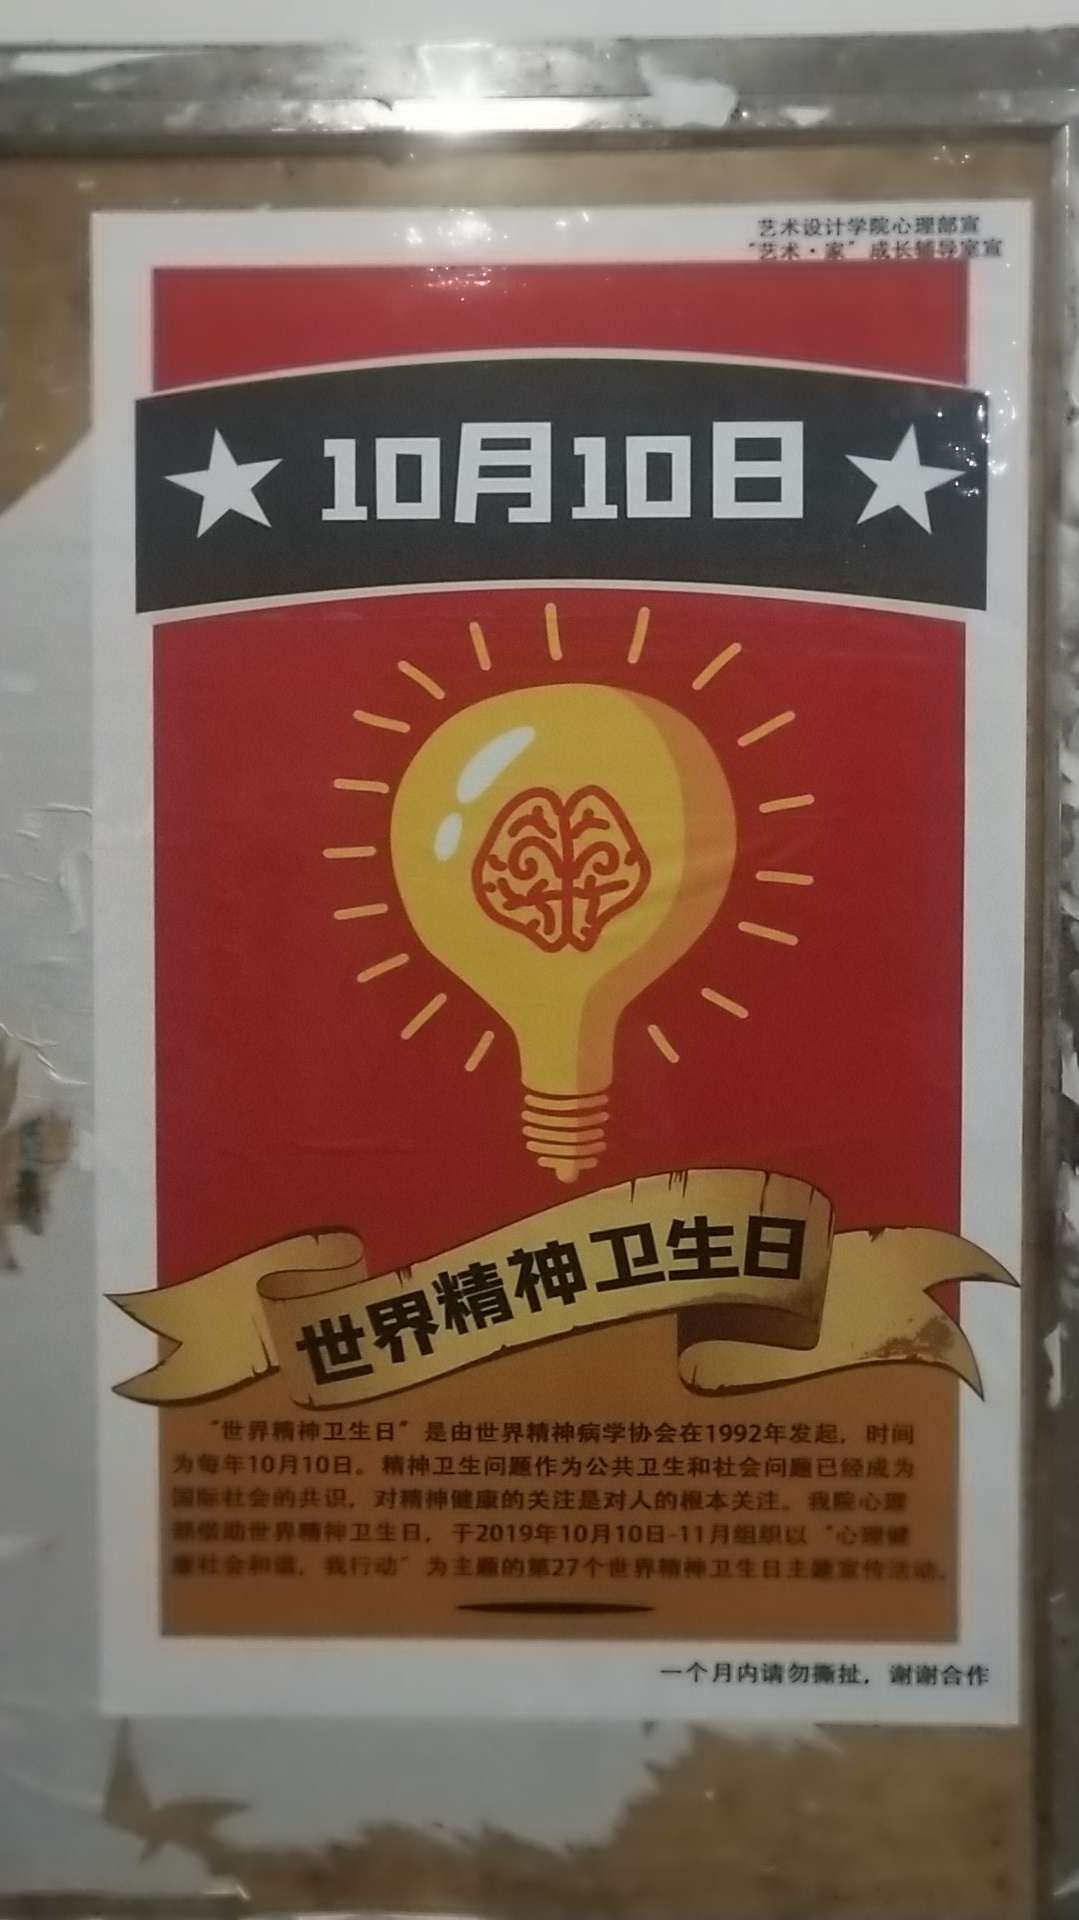 艺术设计学院心理部宣
“艺术·家”成长辅导室宣
10月10日
世界精神卫生日
“世界精神卫生日”是由世界精神病学协会在1992年发起，时间
为每年10月10日。精神卫生问题作为公共卫生和社会问题已经成为
国际社会的共识，对精神健康的关注是对人的根本关注。我院心理
部借助世界精神卫生日，于2019年10月10日-11月组织以“心理健
康社会和谐，我行动”为主题的第27个世界精神卫生日主题宣传活动。
一个月内请勿撕扯，谢谢合作